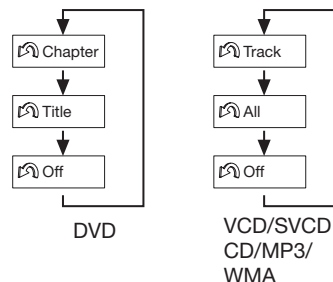 Chapter
Title
Off
DVD
Track
All
Off
VCD/SVCD
CD/MP3/
WMA